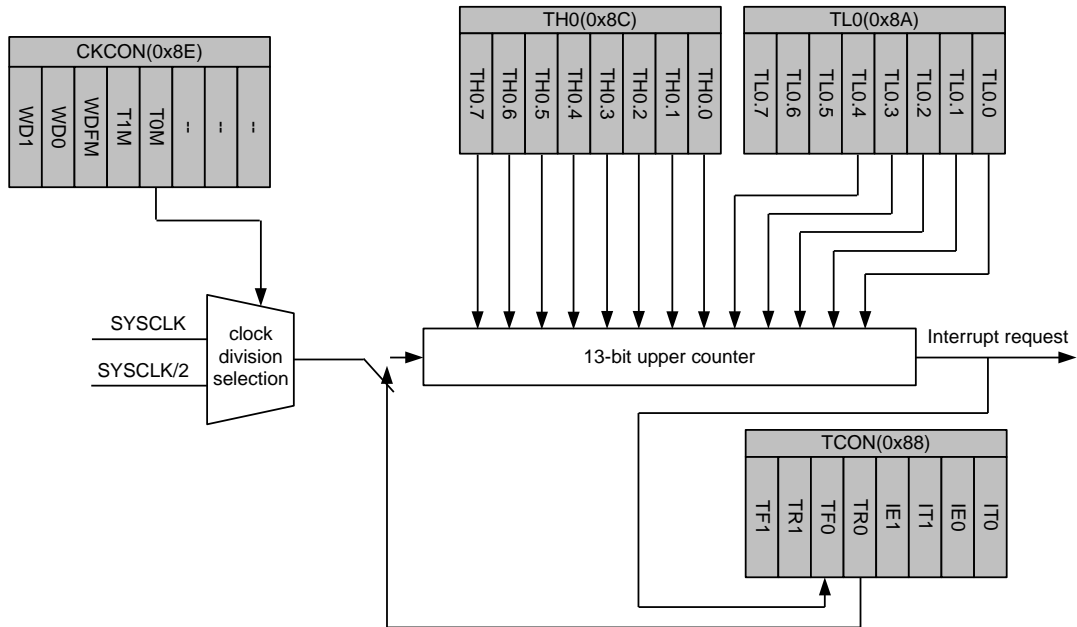 CKCON(0x8E)
WD1
WD0
WDFM
T1M
T0M
--
--
--
TH0(0x8C)
TH0.7
TH0.6
TH0.5
TH0.4
TH0.3
TH0.2
TH0.1
TH0.0
TL0(0x8A)
TL0.7
TL0.6
TL0.5
TL0.4
TL0.3
TL0.2
TL0.1
TL0.0
SYSCLK
SYSCLK/2
clock
division
selection
13-bit upper counter
Interrupt request
TCON(0x88)
TF1
TR1
TF0
TR0
IE1
IT1
IE0
IT0